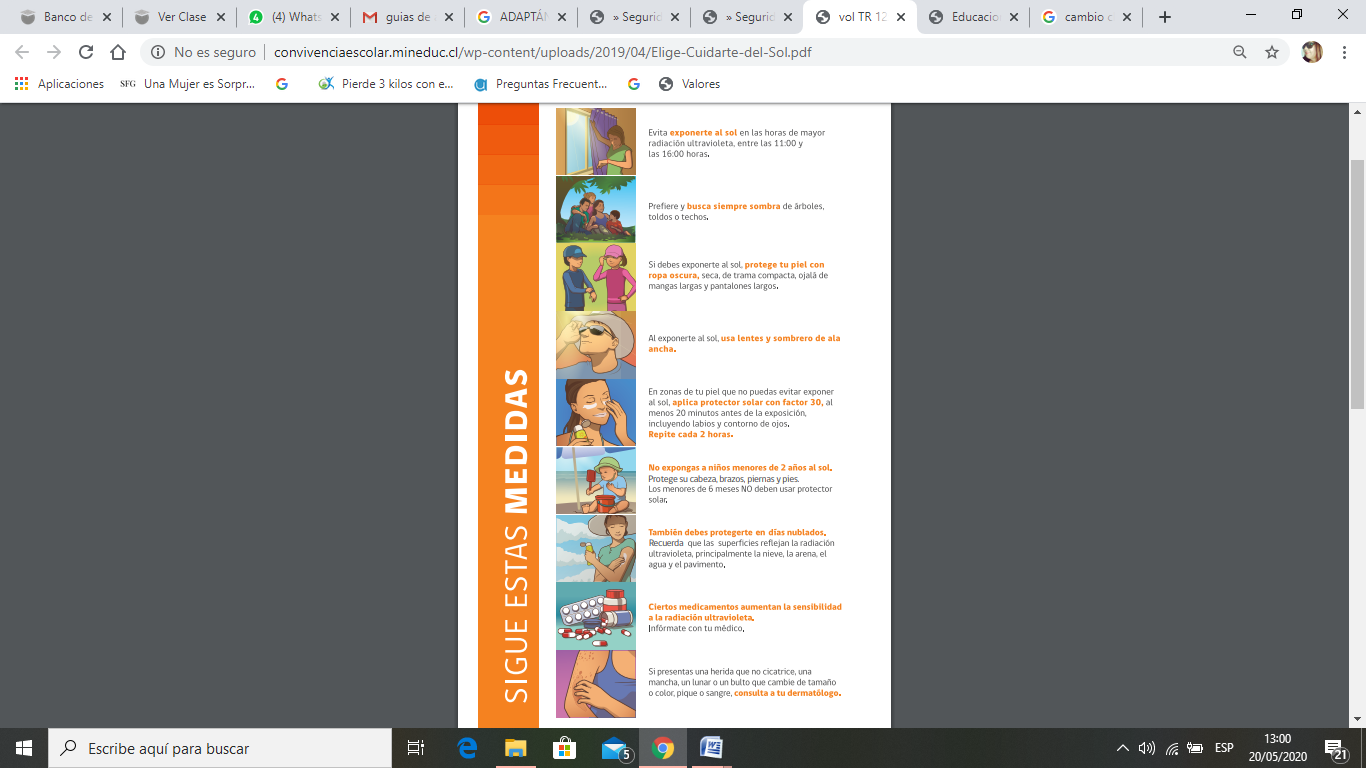 Banco de
Ver Clase
(4) Whats
guias de
ADAPTÁN
» Segurid
» Segurid
vol TR 12
Educacio
cambio c
No es seguro | convivenciaescolar.mineduc.cl/wp-content/uploads/2019/04/Elige-Cuidarte-del-Sol.pdf
Aplicaciones
SFG Una Mujer es Sorpr...
Pierde 3 kilos con e...
Preguntas Frecuent...
Valores
SIGUE ESTAS MEDIDAS
Evita exponerte al sol en las horas de mayor
radiación ultravioleta, entre las 11:00 y
las 16:00 horas.
Prefiere y busca siempre sombra de árboles,
toldos o techos.
Si debes exponerte al sol, protege tu piel con
ropa oscura, seca, de trama compacta, ojalá de
mangas largas y pantalones largos.
Al exponerte al sol, usa lentes y sombrero de ala
ancha.
En zonas de tu piel que no puedas evitar exponer
al sol, aplica protector solar con factor 30, al
menos 20 minutos antes de la exposición,
incluyendo labios y contorno de ojos.
Repite cada 2 horas.
No expongas a niños menores de 2 años al sol.
Protege su cabeza, brazos, piernas y pies.
Los menores de 6 meses NO deben usar protector
solar.
También debes protegerte en días nublados.
Recuerda que las superficies reflejan la radiación
ultravioleta, principalmente la nieve, la arena, el
agua y el pavimento.
Ciertos medicamentos aumentan la sensibilidad
a la radiación ultravioleta.
Infórmate con tu médico.
Si presentas una herida que no cicatrice, una
mancha, un lunar o un bulto que cambie de tamaño
o color, pique o sangre, consulta a tu dermatólogo.
Escribe aquí para buscar
5
ESP
13:00
20/05/2020
21